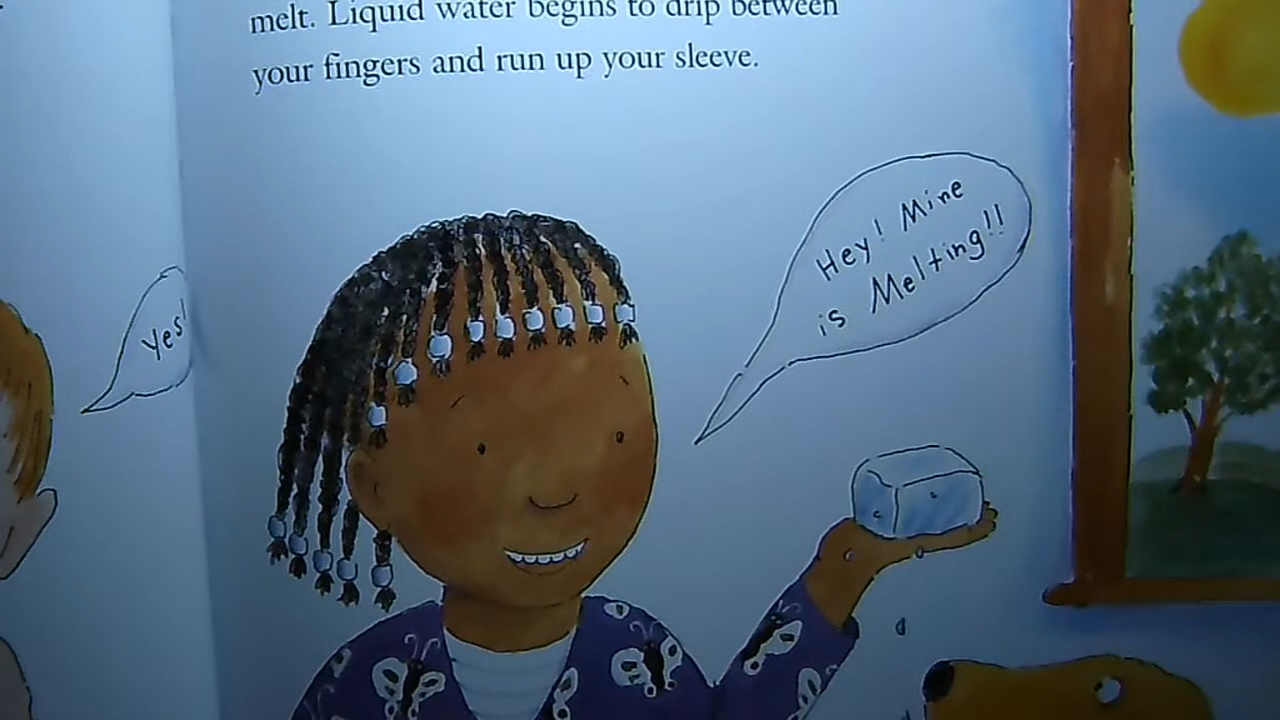 melt. Liquid water begins to drip between
your fingers and run up your sleeve.
Yes!
Hey! Mine
is Melting!!